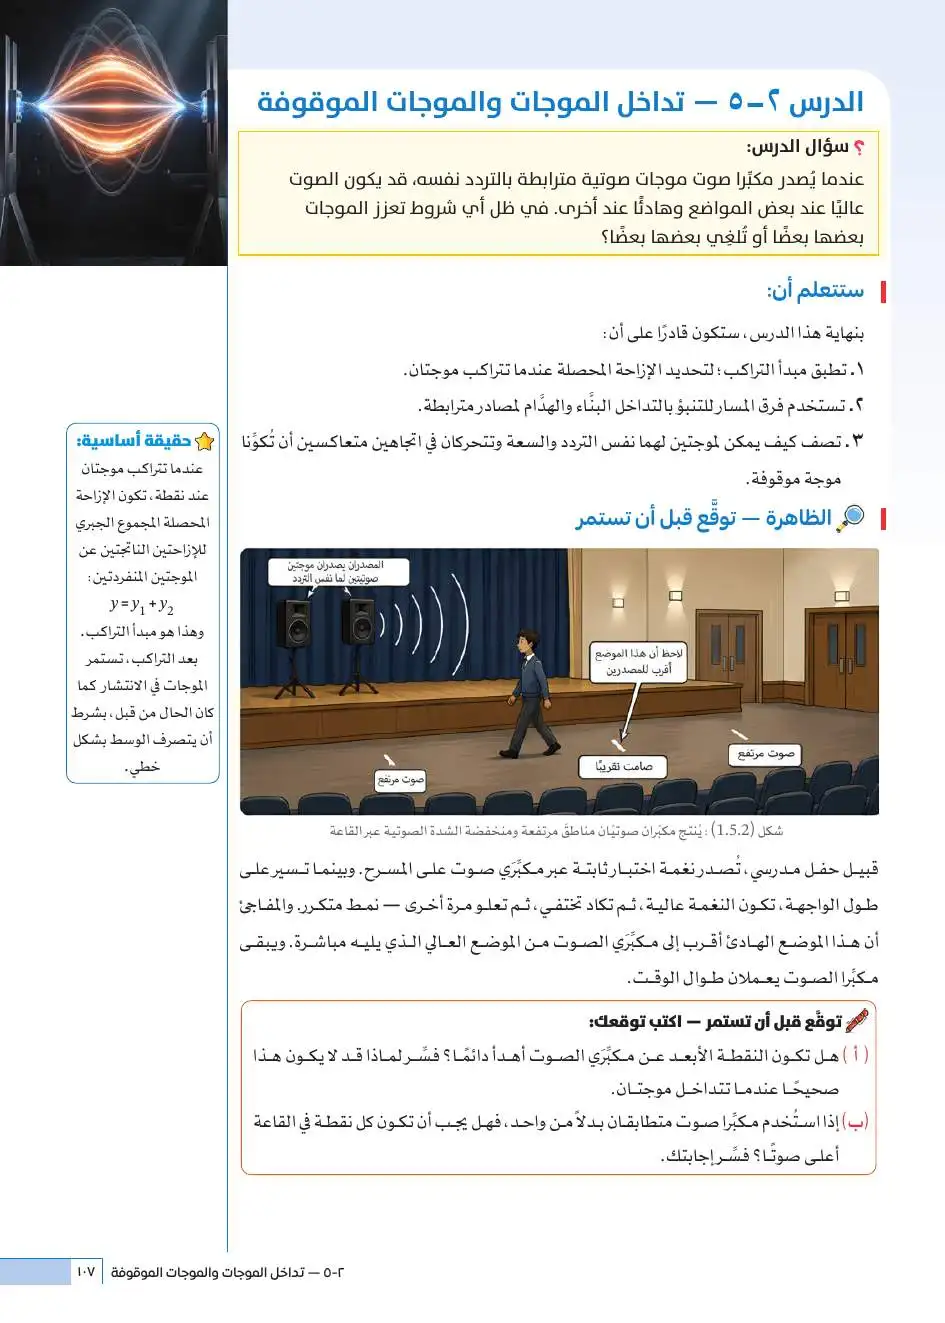 الدرس ٢-٥ — تداخل الموجات والموجات الموقوفة
؟ سؤال الدرس:
عندما يُصدر مكبِّرا صوت موجات صوتية مترابطة بالتردد نفسه، قد يكون الصوت
عاليًا عند بعض المواضع وهادئًا عند أخرى. في ظل أي شروط تعزز الموجات
بعضها بعضًا أو تُلغِي بعضها بعضًا؟
ستتعلم أن:
بنهاية هذا الدرس، ستكون قادرًا على أن:
١. تطبق مبدأ التراكب؛ لتحديد الإزاحة المحصلة عندما تتراكب موجتان.
٢. تستخدم فرق المسار للتنبؤ بالتداخل البنَّاء والهدَّام لمصادر مترابطة.
٣. تصف كيف يمكن لموجتين لهما نفس التردد والسعة وتتحركان في اتجاهين متعاكسين أن تُكوِّنا
موجة موقوفة.
حقيقة أساسية:
عندما تتراكب موجتان
عند نقطة، تكون الإزاحة
المحصلة المجموع الجبري
للإزاحتين الناتجتين عن
الموجتين المنفردتين:
y = y₁ + y₂
وهذا هو مبدأ التراكب.
بعد التراكب، تستمر
الموجات في الانتشار كما
كان الحال من قبل، بشرط
أن يتصرف الوسط بشكل
خطي.
الظاهرة — توقَّع قبل أن تستمر
المصدران يصدران موجتين
صوتيتين لما نفس التردد
لاحظ أن هذا الموضع
أقرب للمصدرين
صوت مرتفع
صامت تقريبًا
صوت مرتفع
شكل (1.5.2): يُنتج مكبّران صوتيّان مناطقَ مرتفعة ومنخفضة الشدة الصوتية عبر القاعة
قبيل حفل مدرسي، تُصدر نغمة اختبار ثابتة عبر مكبِّرَي صوت على المسرح. وبينما تسير على
طول الواجهة، تكون النغمة عالية، ثم تكاد تختفي، ثم تعلو مرة أخرى — نمط متكرر. والمفاجئ
أن هذا الموضع الهادئ أقرب إلى مكبِّرَي الصوت من الموضع العالي الذي يليه مباشرة. ويبقى
مكبِّرا الصوت يعملان طوال الوقت.
توقَّع قبل أن تستمر — اكتب توقعك:
(أ) هل تكون النقطة الأبعد عن مكبِّرَي الصوت أهدأ دائمًا؟ فسِّر لماذا قد لا يكون هذا
صحيحًا عندما تتداخل موجتان.
(ب) إذا استُخدم مكبِّرا صوت متطابقان بدلاً من واحد، فهل يجب أن تكون كل نقطة في القاعة
أعلى صوتًا؟ فسِّر إجابتك.
٢-٥ — تداخل الموجات والموجات الموقوفة
١٠٧